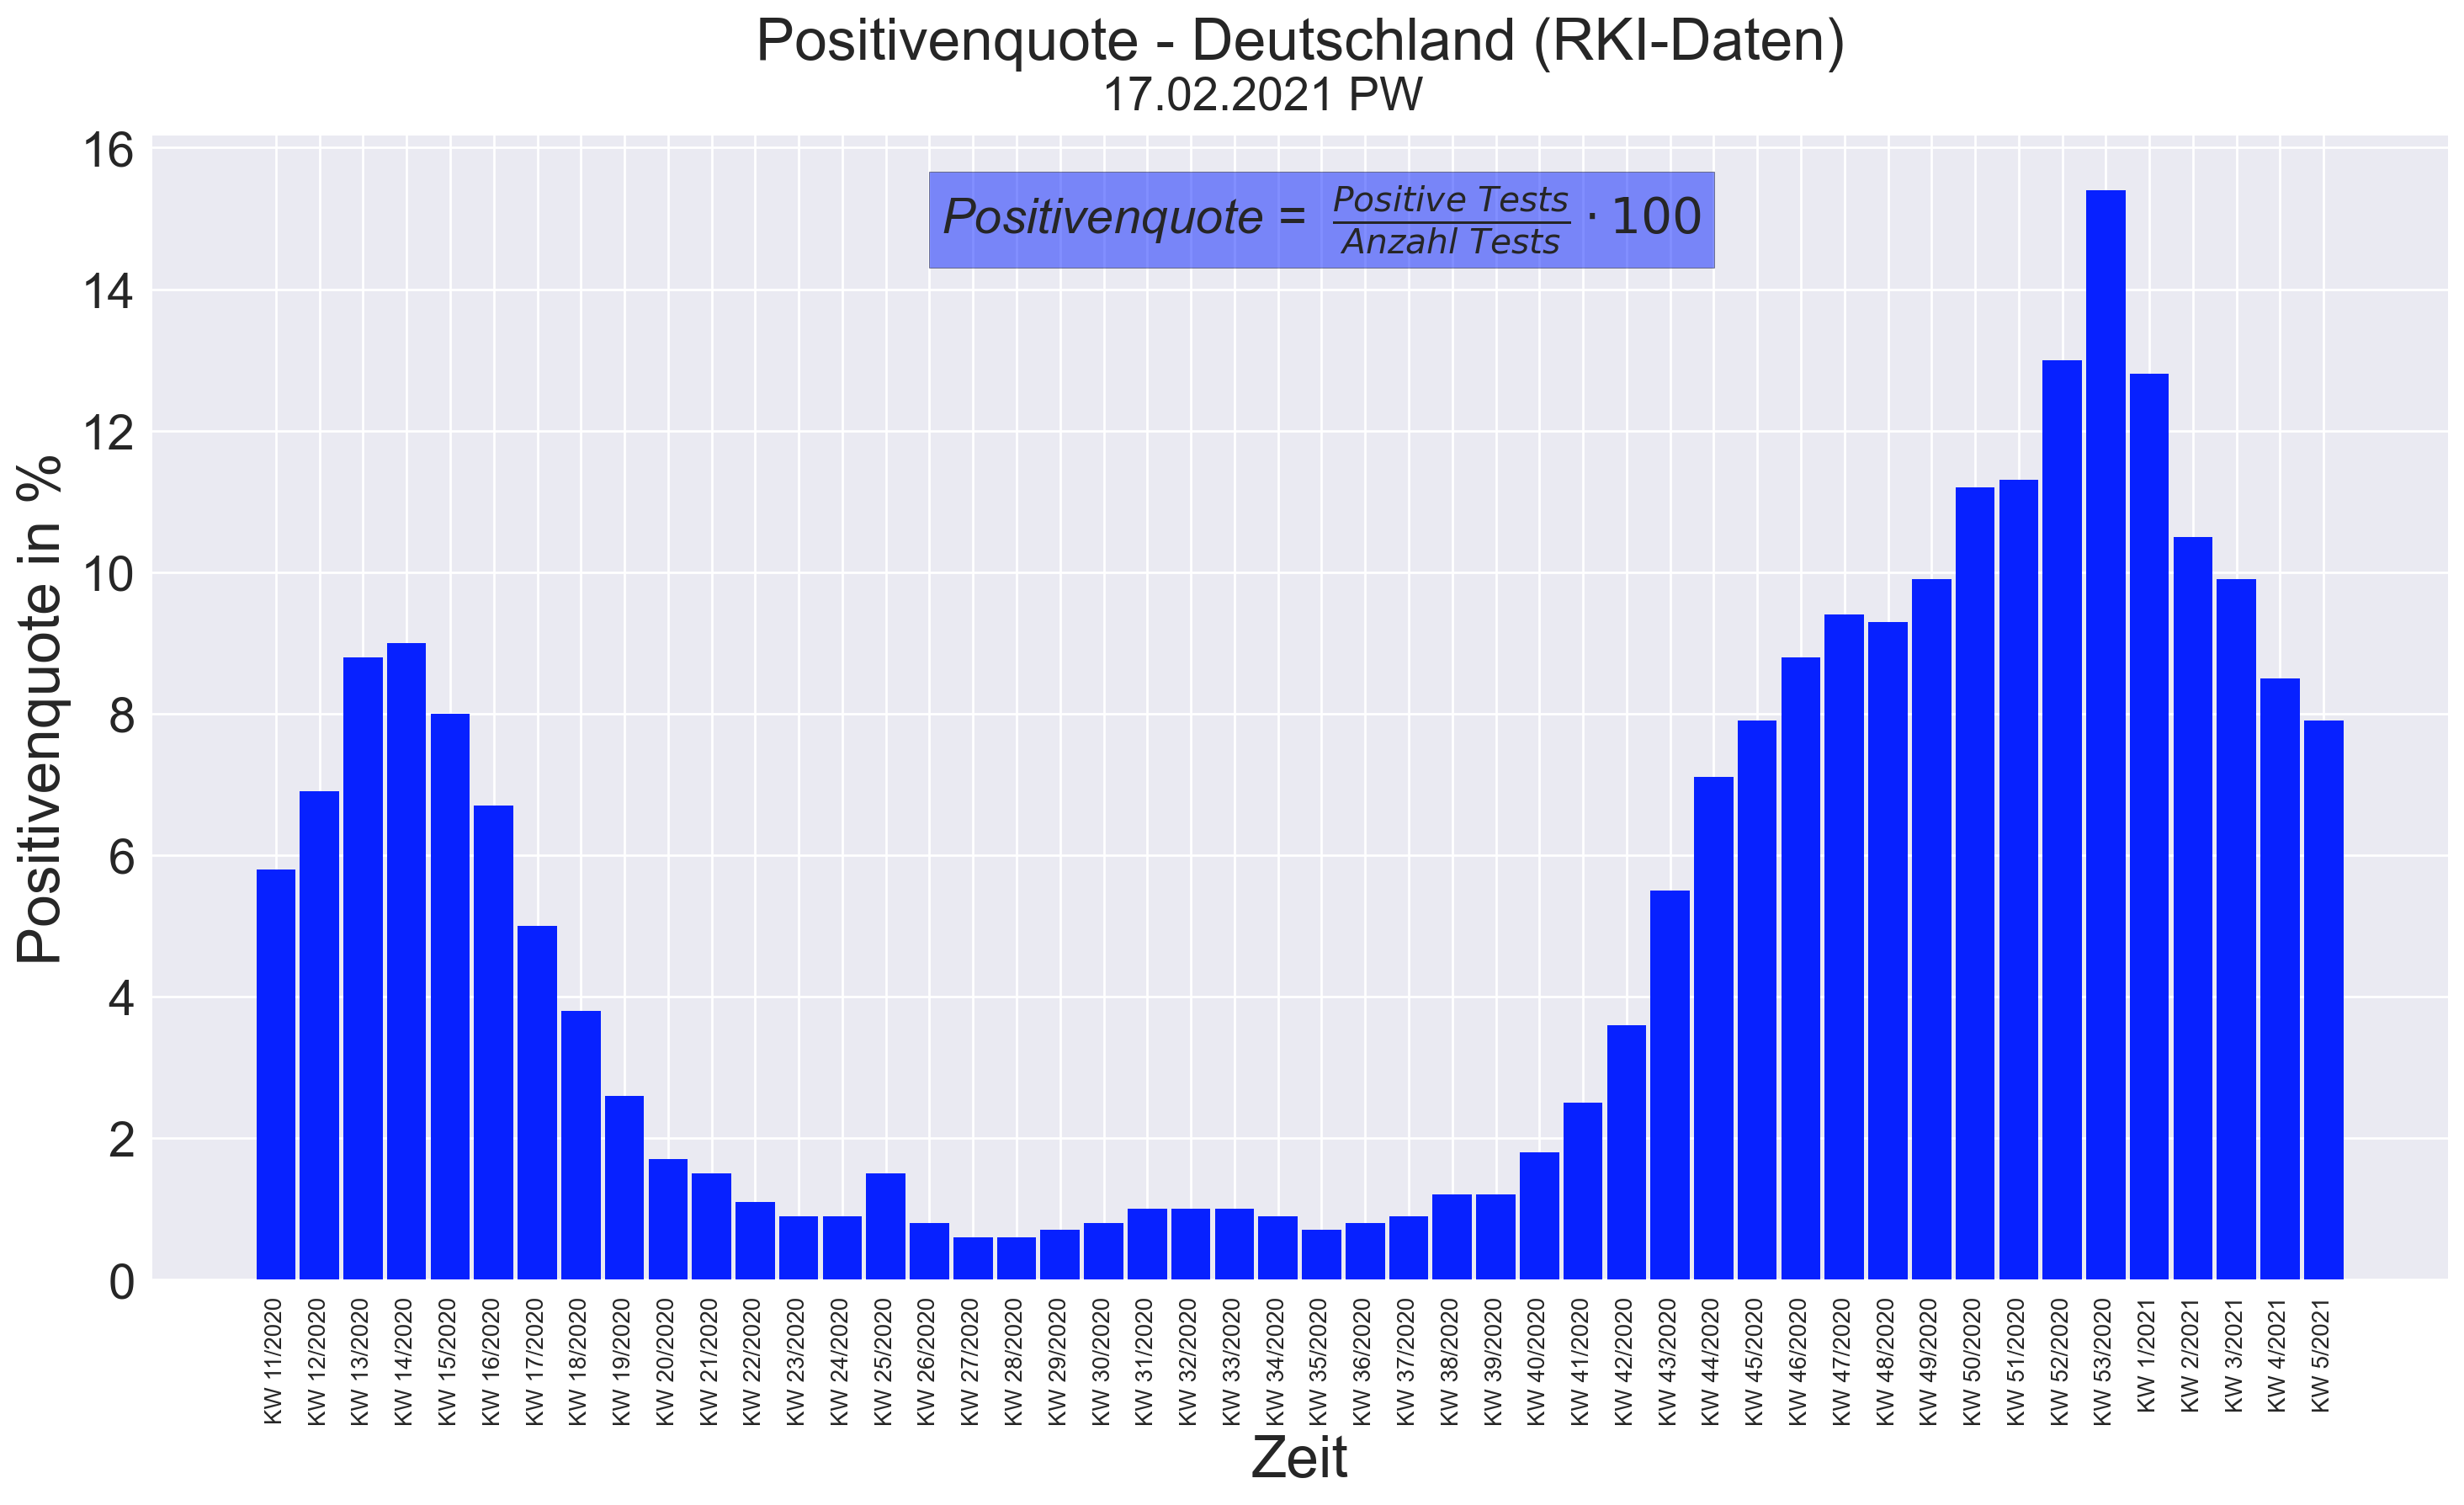 Positivenquote - Deutschland (RKI-Daten)
17.02.2021 PW
Positivenquote = Positive Tests / Anzahl Tests · 100
Positivenquote in %
16
14
12
10
8
6
4
2
0
KW 11/2020
KW 12/2020
KW 13/2020
KW 14/2020
KW 15/2020
KW 16/2020
KW 17/2020
KW 18/2020
KW 19/2020
KW 20/2020
KW 21/2020
KW 22/2020
KW 23/2020
KW 24/2020
KW 25/2020
KW 26/2020
KW 27/2020
KW 28/2020
KW 29/2020
KW 30/2020
KW 31/2020
KW 32/2020
KW 33/2020
KW 34/2020
KW 35/2020
KW 36/2020
KW 37/2020
KW 38/2020
KW 39/2020
KW 40/2020
KW 41/2020
KW 42/2020
KW 43/2020
KW 44/2020
KW 45/2020
KW 46/2020
KW 47/2020
KW 48/2020
KW 49/2020
KW 50/2020
KW 51/2020
KW 52/2020
KW 53/2020
KW 1/2021
KW 2/2021
KW 3/2021
KW 4/2021
KW 5/2021
Zeit